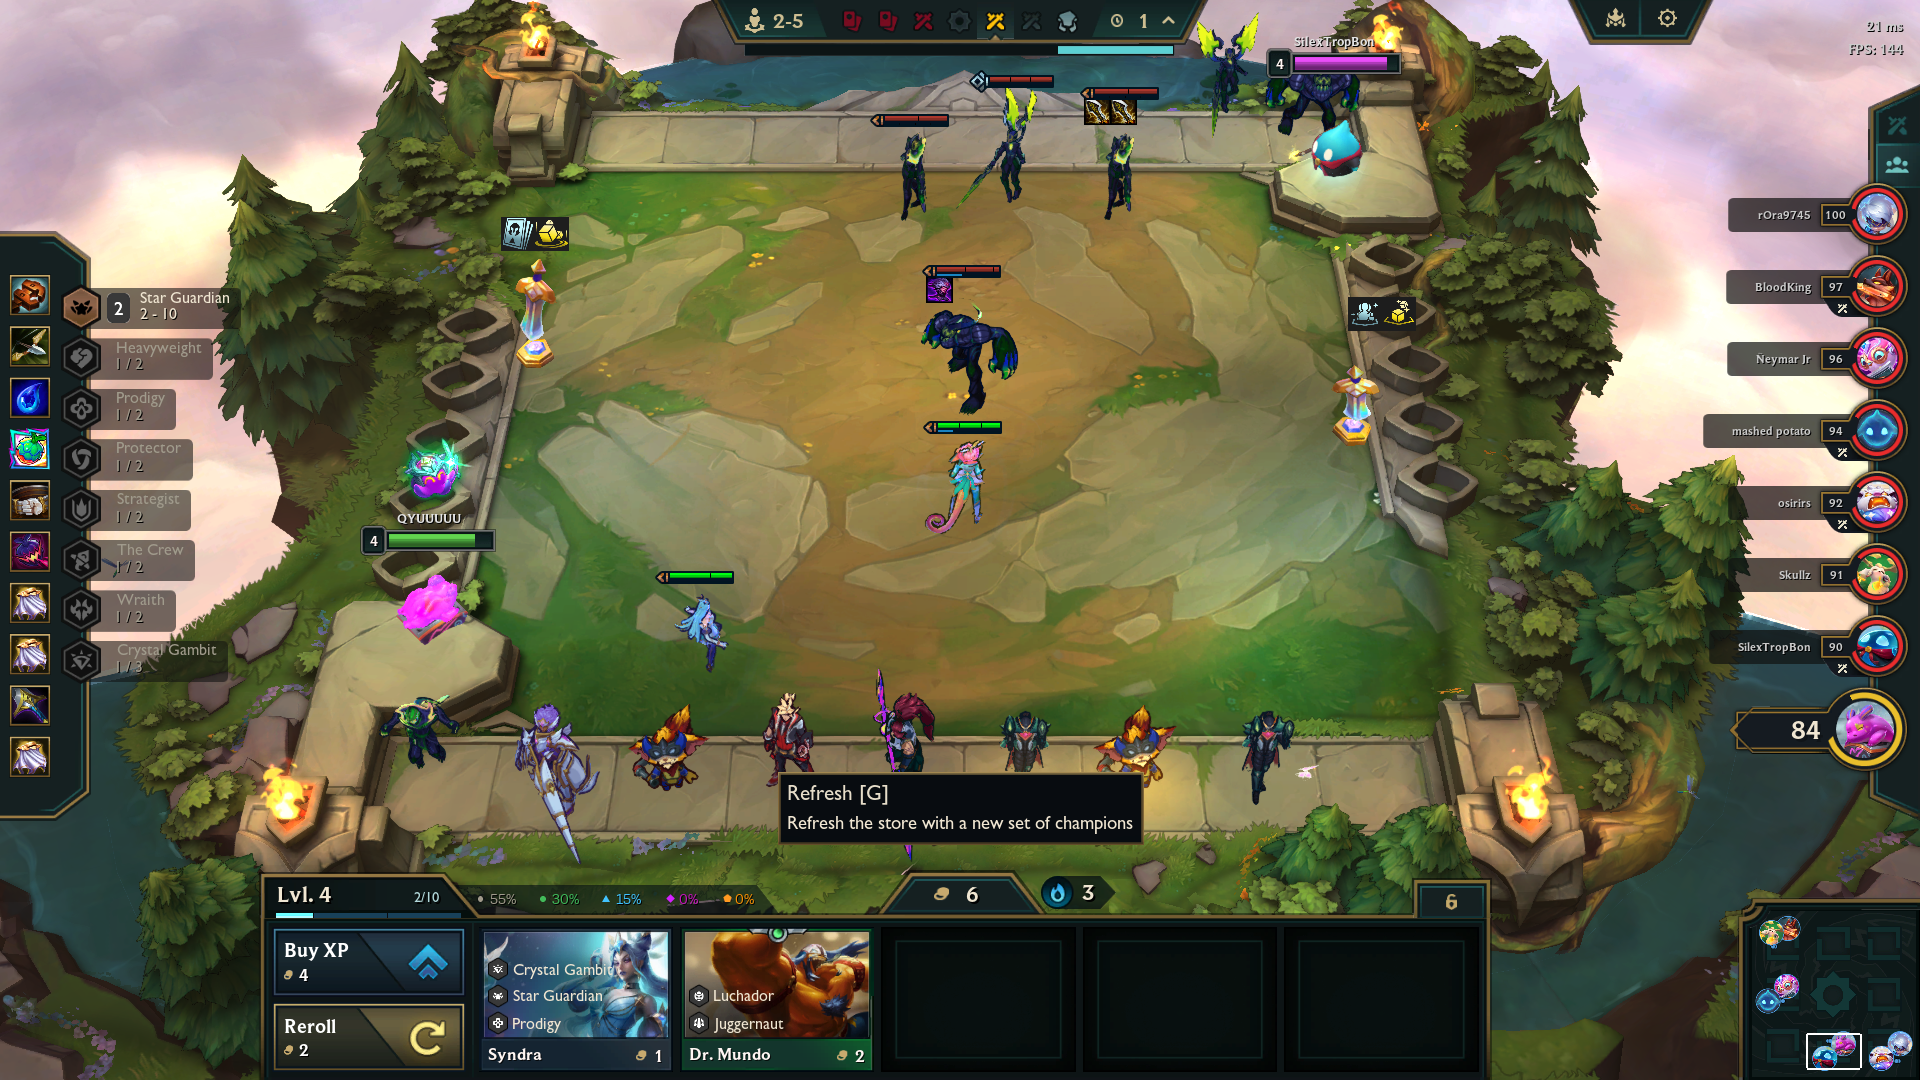 2-5
1
21 ms
FPS: 144
SilexTropBon
4
rOra9745 100
BloodKing 97
Neymar Jr 96
mashed potato 94
osirirs 92
Skullz 91
SilexTropBon 90
84
2 Star Guardian
2 - 10
Heavyweight
1 / 2
Prodigy
1 / 2
Protector
1 / 2
Strategist
1 / 2
The Crew
1 / 2
Wraith
1 / 2
Crystal Gambit
1 / 3
QYUUUUU
4
Refresh [G]
Refresh the store with a new set of champions
Lvl. 4 2/10
55% 30% 15% 0% 0%
6
3
6
Buy XP
4
Reroll
2
Crystal Gambit
Star Guardian
Prodigy
Syndra 1
Luchador
Juggernaut
Dr. Mundo 2